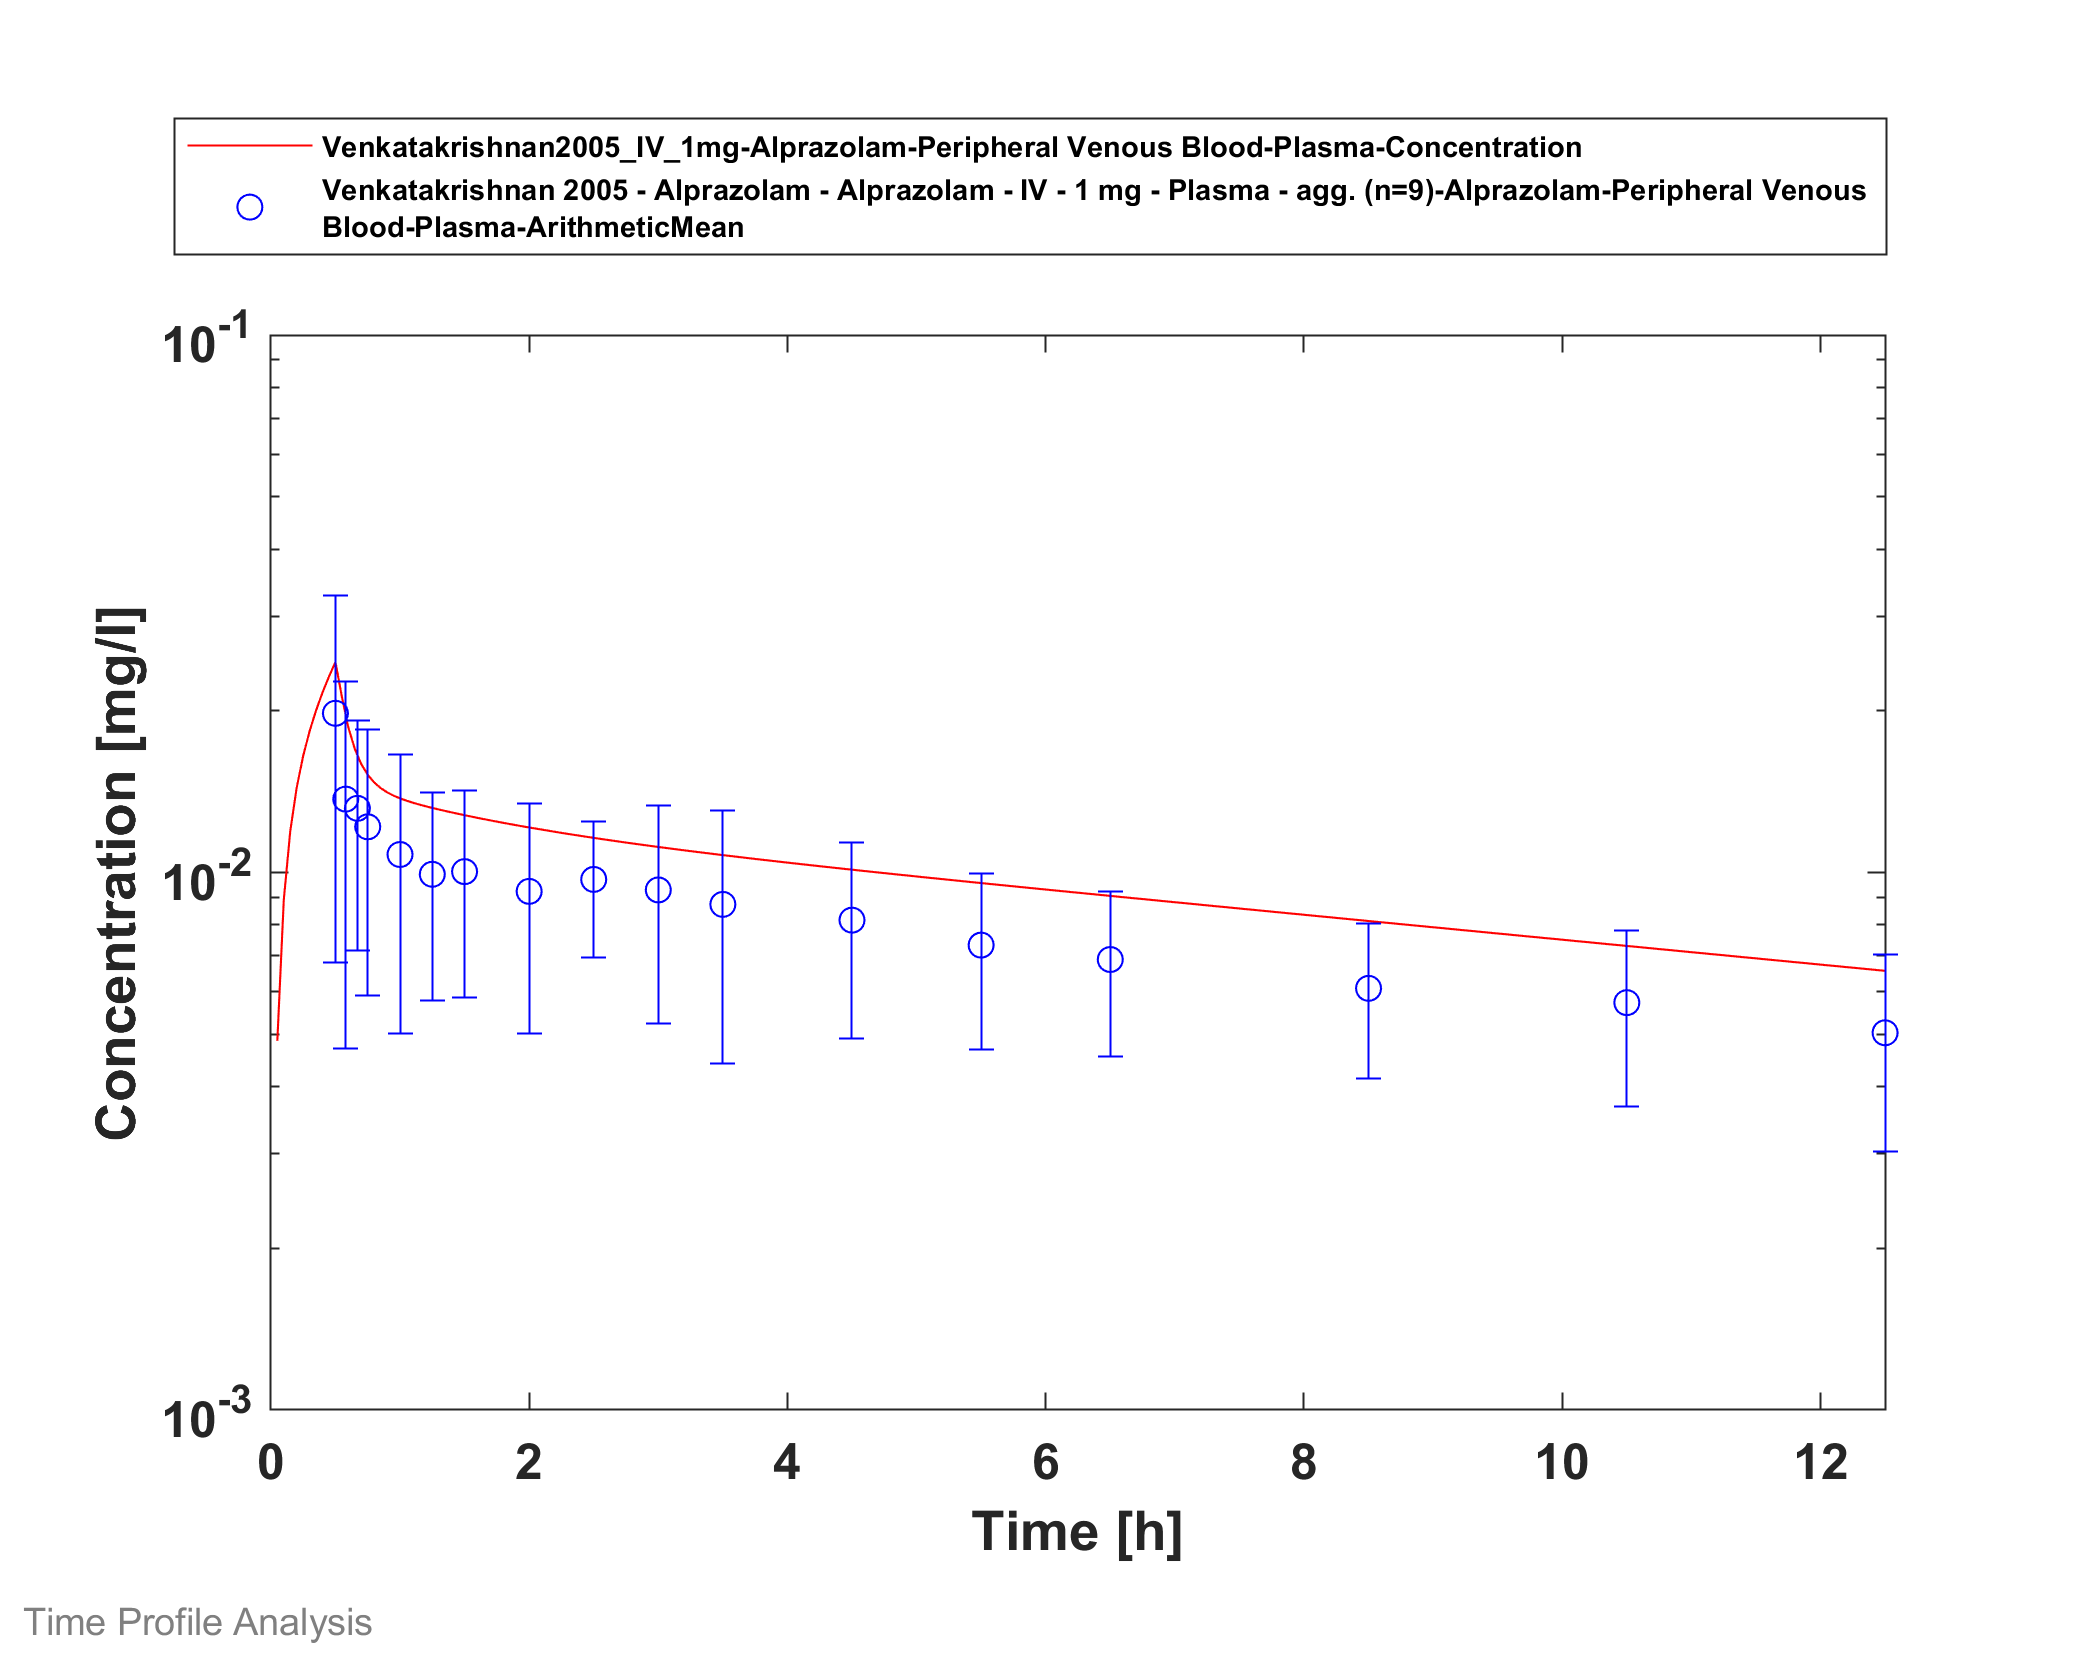 Venkatakrishnan2005_IV_1mg-Alprazolam-Peripheral Venous Blood-Plasma-Concentration
Venkatakrishnan 2005 - Alprazolam - Alprazolam - IV - 1 mg - Plasma - agg. (n=9)-Alprazolam-Peripheral Venous
Blood-Plasma-ArithmeticMean
10^-1
10^-2
10^-3
Concentration [mg/l]
0 2 4 6 8 10 12
Time [h]
Time Profile Analysis